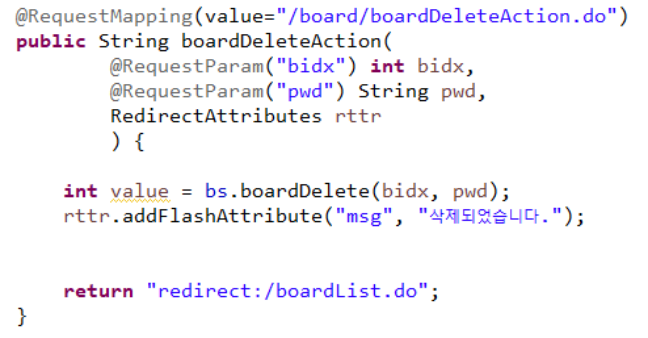 @RequestMapping(value="/board/boardDeleteAction.do")
public String boardDeleteAction(
@RequestParam("bidx") int bidx,
@RequestParam("pwd") String pwd,
RedirectAttributes rttr
) {
int value = bs.boardDelete(bidx, pwd);
rttr.addFlashAttribute("msg", "삭제되었습니다.");
return "redirect:/boardList.do";
}